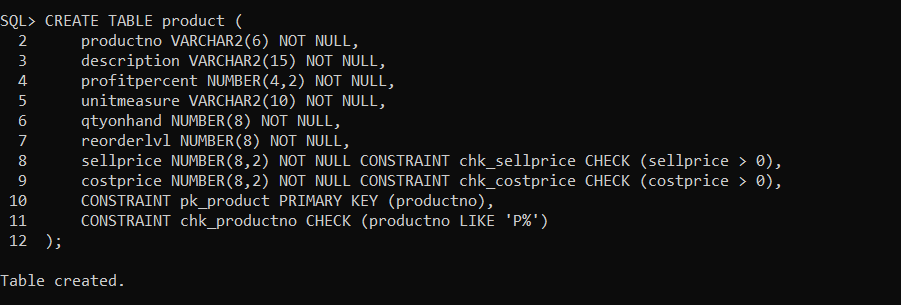 SQL> CREATE TABLE product (
  2      productno VARCHAR2(6) NOT NULL,
  3      description VARCHAR2(15) NOT NULL,
  4      profitpercent NUMBER(4,2) NOT NULL,
  5      unitmeasure VARCHAR2(10) NOT NULL,
  6      qtyonhand NUMBER(8) NOT NULL,
  7      reorderlvl NUMBER(8) NOT NULL,
  8      sellprice NUMBER(8,2) NOT NULL CONSTRAINT chk_sellprice CHECK (sellprice > 0),
  9      costprice NUMBER(8,2) NOT NULL CONSTRAINT chk_costprice CHECK (costprice > 0),
 10      CONSTRAINT pk_product PRIMARY KEY (productno),
 11      CONSTRAINT chk_productno CHECK (productno LIKE 'P%')
 12  );

Table created.